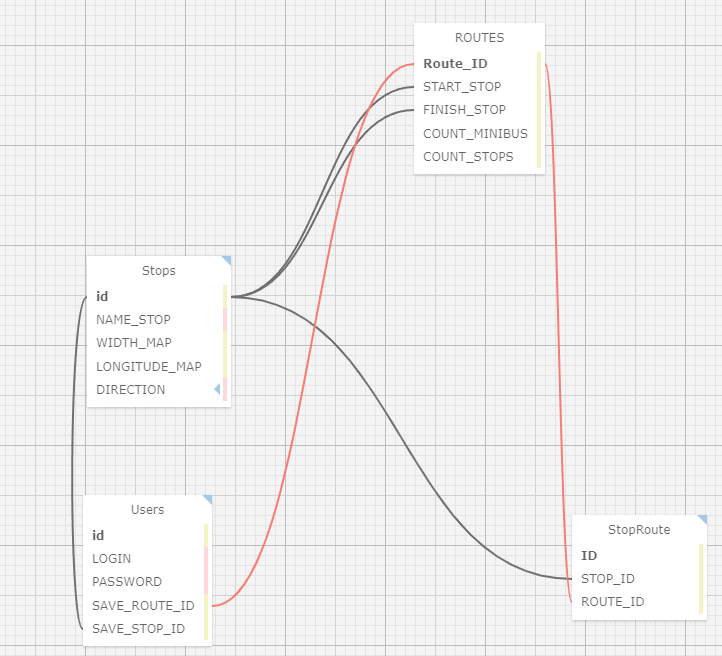 ROUTES
Route_ID
START_STOP
FINISH_STOP
COUNT_MINIBUS
COUNT_STOPS
Stops
id
NAME_STOP
WIDTH_MAP
LONGITUDE_MAP
DIRECTION
Users
id
LOGIN
PASSWORD
SAVE_ROUTE_ID
SAVE_STOP_ID
StopRoute
ID
STOP_ID
ROUTE_ID